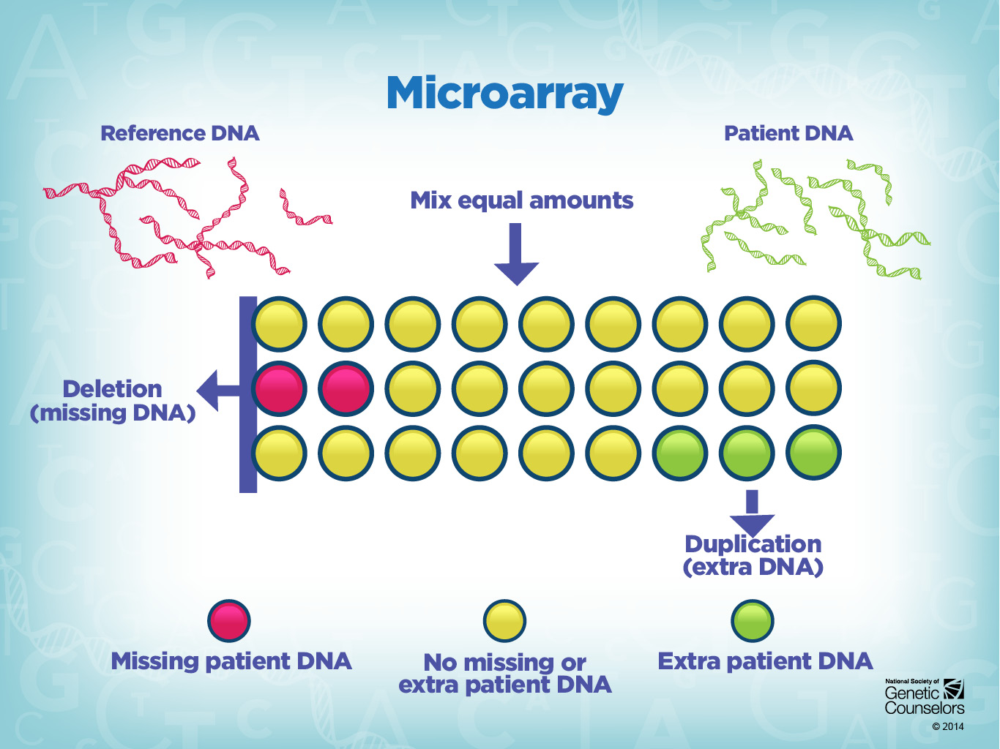 Microarray
Reference DNA
Patient DNA
Mix equal amounts
Deletion
(missing DNA)
Duplication
(extra DNA)
Missing patient DNA
No missing or
extra patient DNA
Extra patient DNA
National Society of
Genetic
Counselors
© 2014